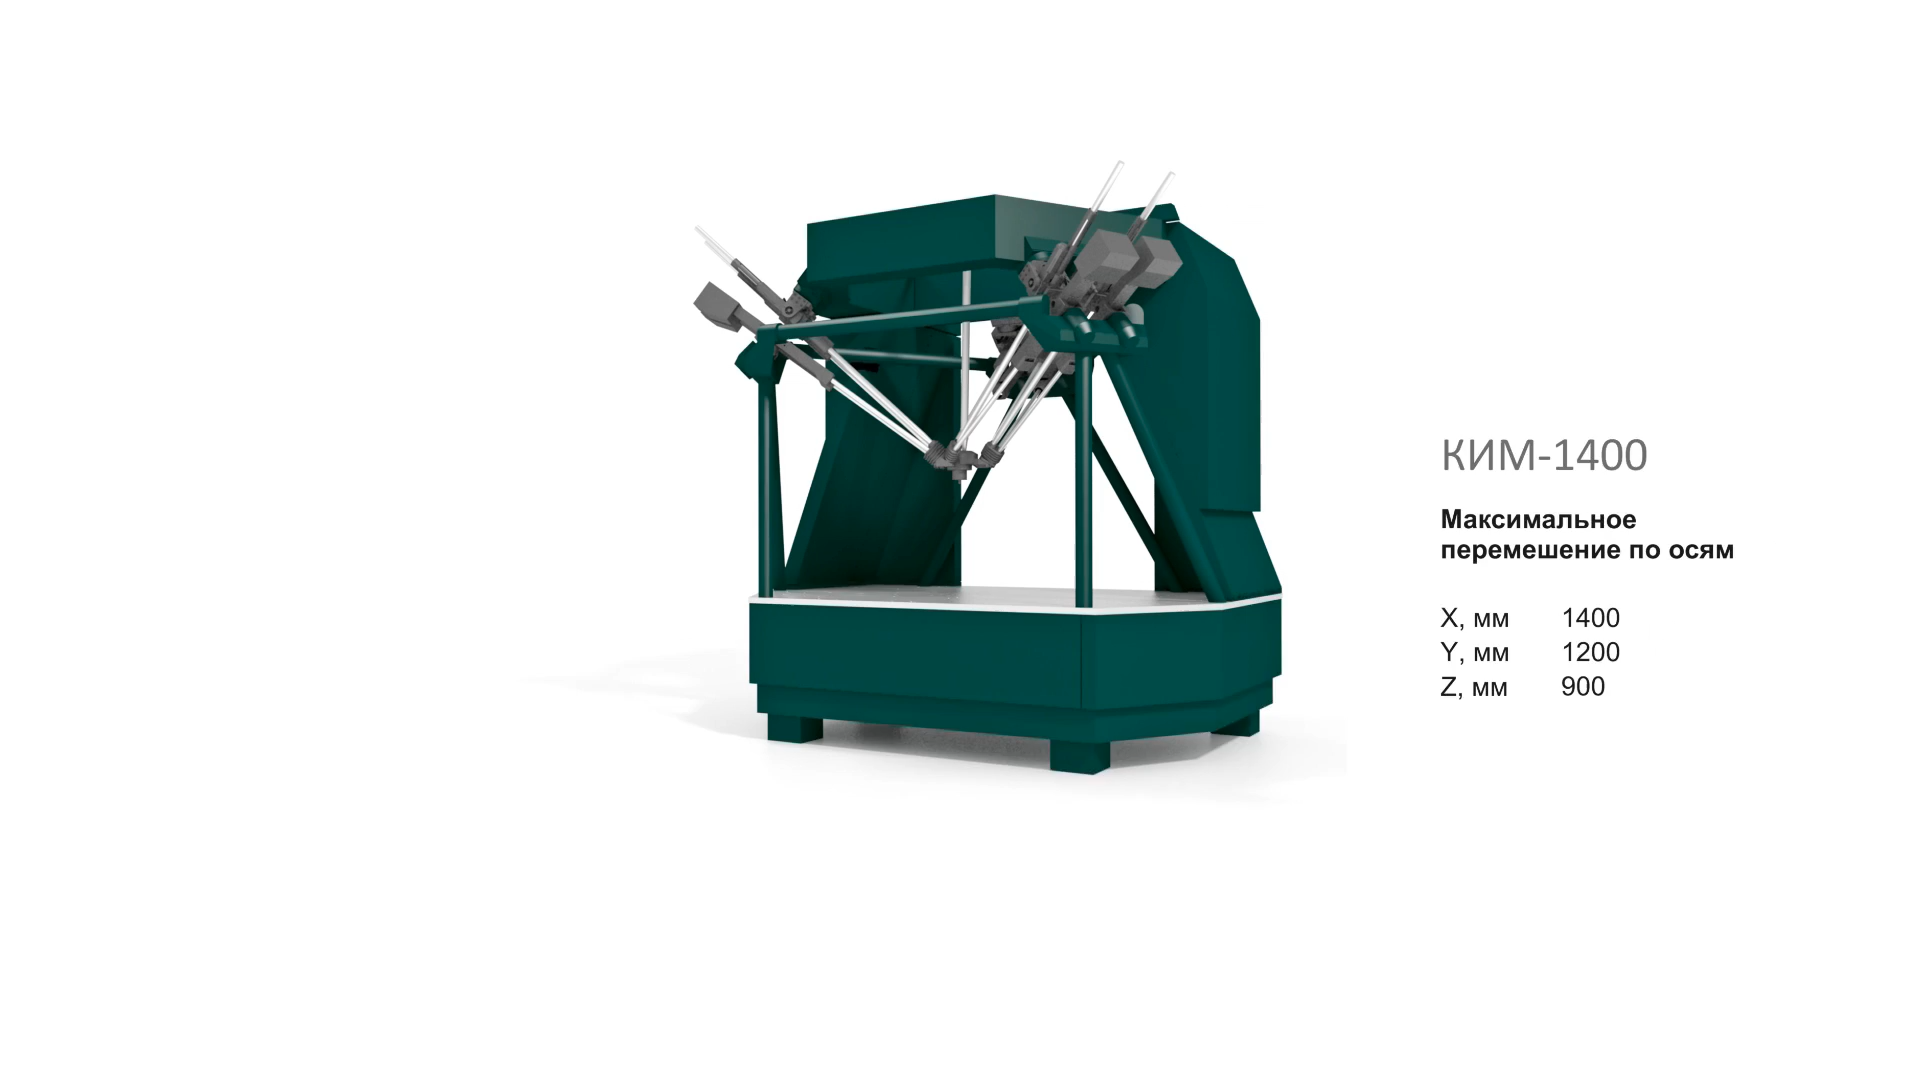 КИМ-1400
Максимальное
перемешение по осям
X, мм 1400
Y, мм 1200
Z, мм 900